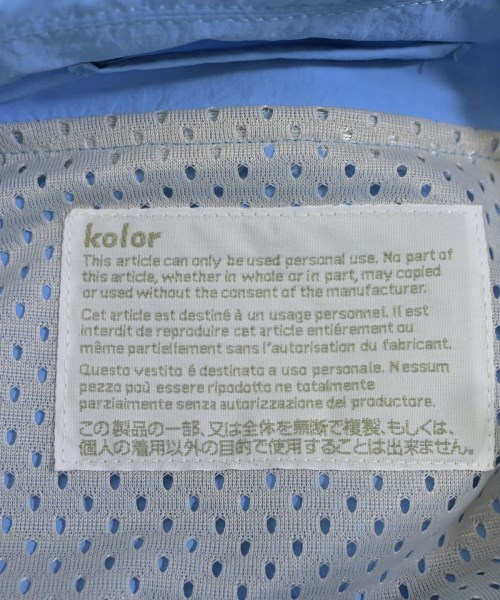 kolor
This article can only be used personal use. No part of
this article, whether in whole or in part, may copied
or used without the consent of the manufacturer.
Cet article est destiné à un usage personnel. Il est
interdit de reproduire cet article entiérement ou
même partiellement sans l'autorisation du fabricant.
Questo vestito é destinato a uso personale. Nessum
pezzo poù essere ripodotto ne totalmente
parzialmente senza autorizzazione del productore.
この製品の一部、又は全体を無断で複製、もしくは、
個人の着用以外の目的で使用することは出来ません。